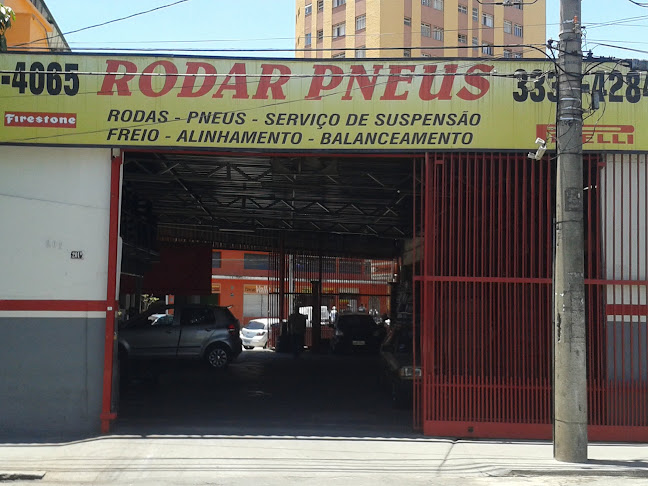 -4065 RODAR PNEUS 333 -4284
Firestone
RODAS - PNEUS - SERVIÇO DE SUSPENSÃO
FREIO - ALINHAMENTO - BALANCEAMENTO